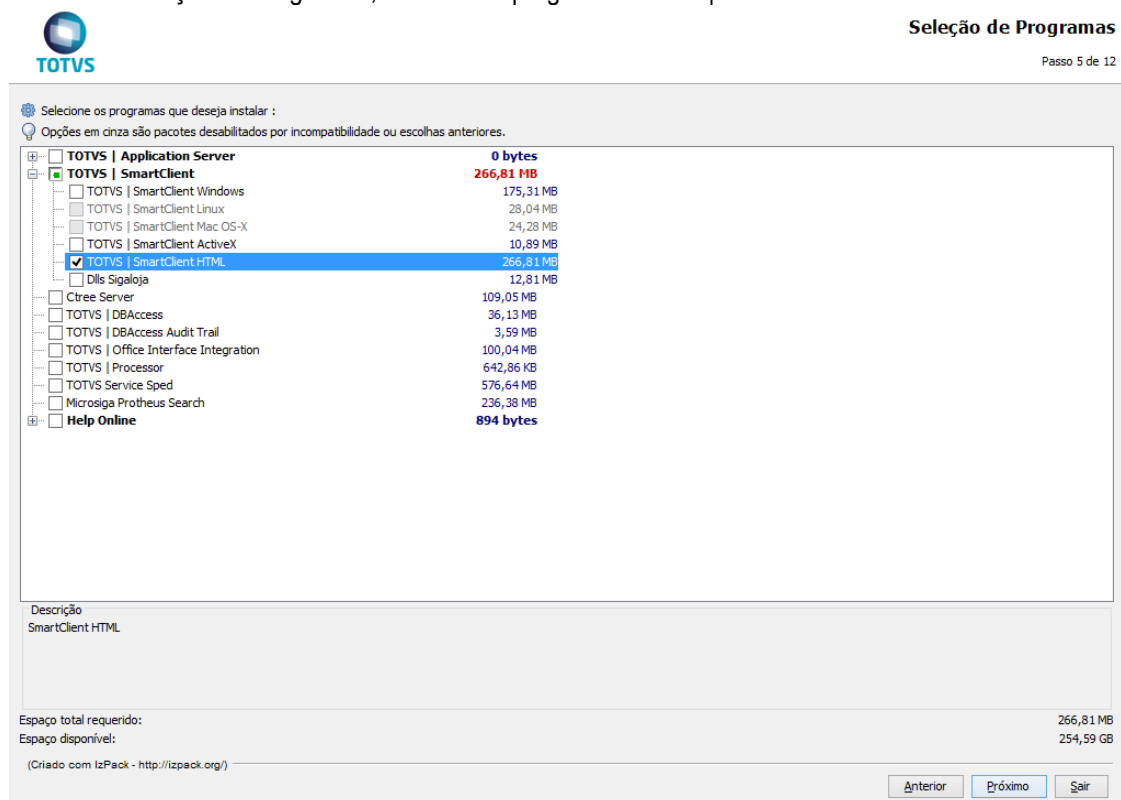 Seleção de Programas
TOTVS
Passo 5 de 12
Selecione os programas que deseja instalar :
Opções em cinza são pacotes desabilitados por incompatibilidade ou escolhas anteriores.
TOTVS | Application Server 0 bytes
TOTVS | SmartClient 266,81 MB
TOTVS | SmartClient Windows 175,31 MB
TOTVS | SmartClient Linux 28,04 MB
TOTVS | SmartClient Mac OS-X 24,28 MB
TOTVS | SmartClient ActiveX 10,89 MB
TOTVS | SmartClient HTML 266,81 MB
Dlls Sigaloja 12,81 MB
Ctree Server 109,05 MB
TOTVS | DBAccess 36,13 MB
TOTVS | DBAccess Audit Trail 3,59 MB
TOTVS | Office Interface Integration 100,04 MB
TOTVS | Processor 642,86 KB
TOTVS Service Sped 576,64 MB
Microsiga Protheus Search 236,38 MB
Help Online 894 bytes
Descrição
SmartClient HTML
Espaço total requerido: 266,81 MB
Espaço disponível: 254,59 GB
(Criado com IzPack - http://izpack.org/)
Anterior Próximo Sair